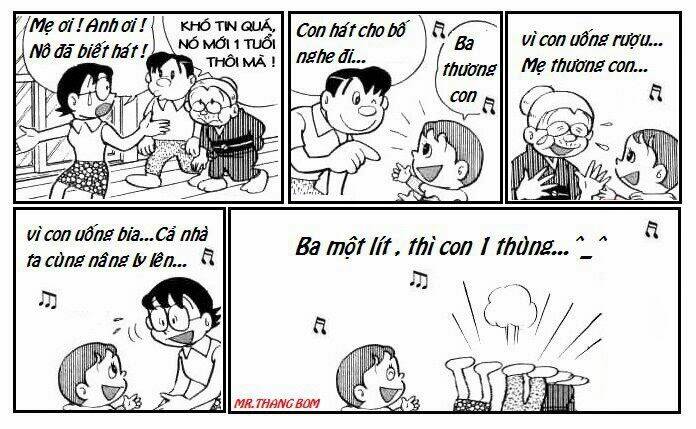 Mẹ ơi ! Anh ơi !
Nô đã biết hát !
KHÓ TIN QUÁ,
NÓ MỚI 1 TUỔI
THÔI MÀ !
Con hát cho bố
nghe đi...
Ba
thương
con
vì con uống rượu...
Mẹ thương con...
vì con uống bia...Cả nhà
ta cùng nâng ly lên...
Ba một lít , thì con 1 thùng...^_^
MR.THANG BOM